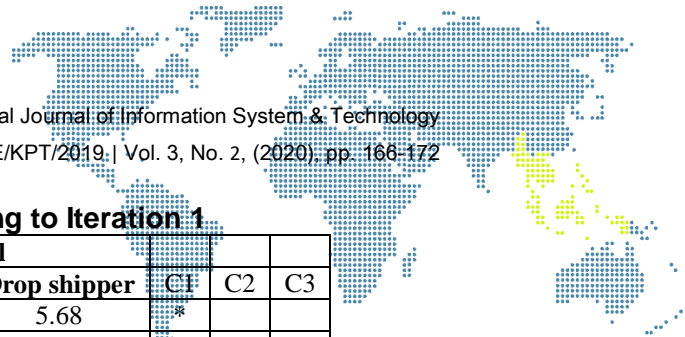 al Journal of Information System & Technology
E/KPT/2019 | Vol. 3, No. 2, (2020), pp. 166-172
ng to Iteration 1
l
Drop shipper C1 C2 C3
5.68 *